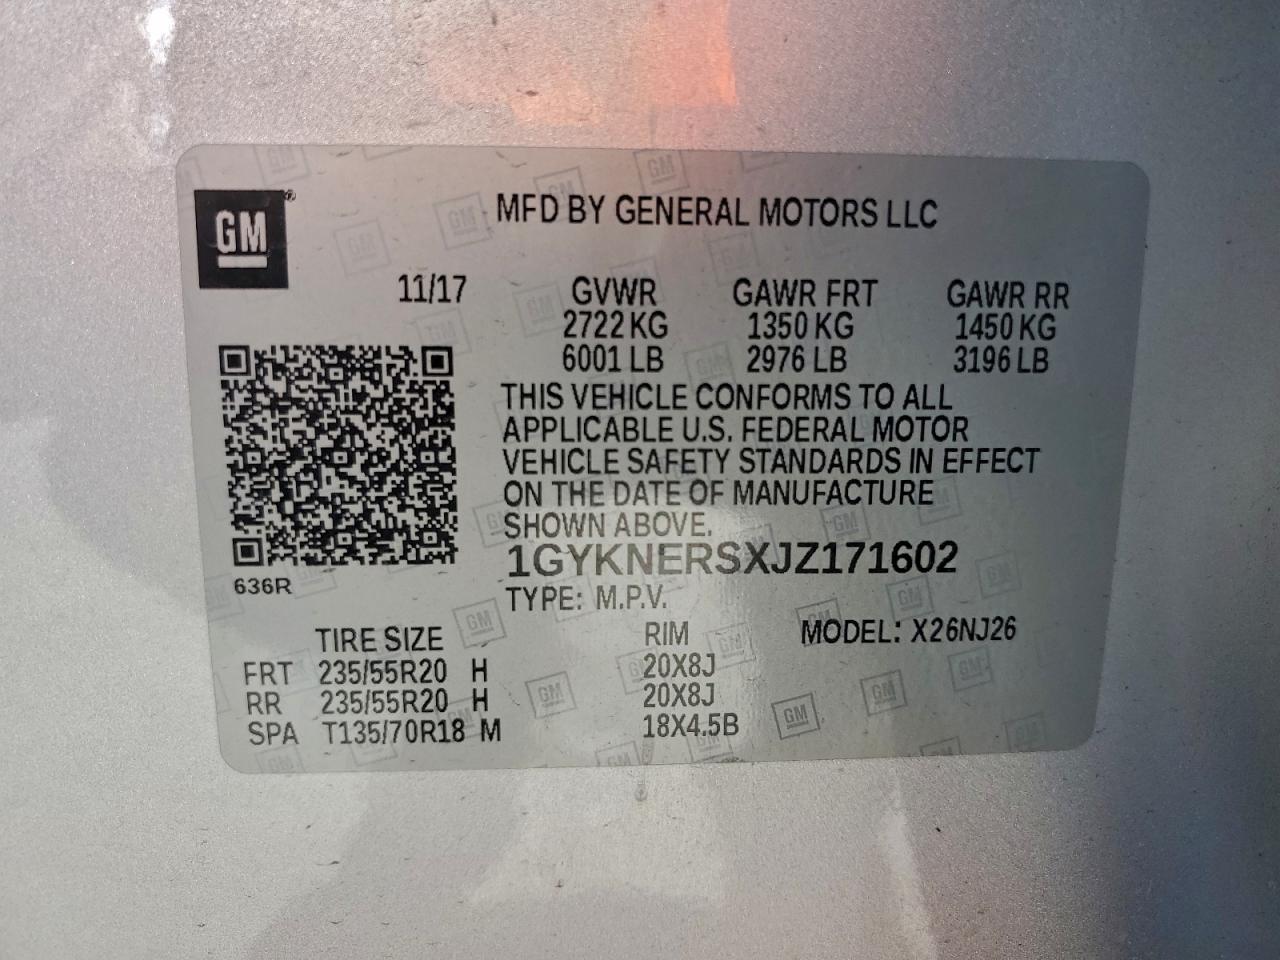 GM®
MFD BY GENERAL MOTORS LLC
11/17 GVWR GAWR FRT GAWR RR
2722 KG 1350 KG 1450 KG
6001 LB 2976 LB 3196 LB
THIS VEHICLE CONFORMS TO ALL
APPLICABLE U.S. FEDERAL MOTOR
VEHICLE SAFETY STANDARDS IN EFFECT
ON THE DATE OF MANUFACTURE
SHOWN ABOVE.
1GYKNERSXJZ171602
636R
TYPE: M.P.V.
TIRE SIZE RIM MODEL: X26NJ26
FRT 235/55R20 H 20X8J
RR 235/55R20 H 20X8J
SPA T135/70R18 M 18X4.5B